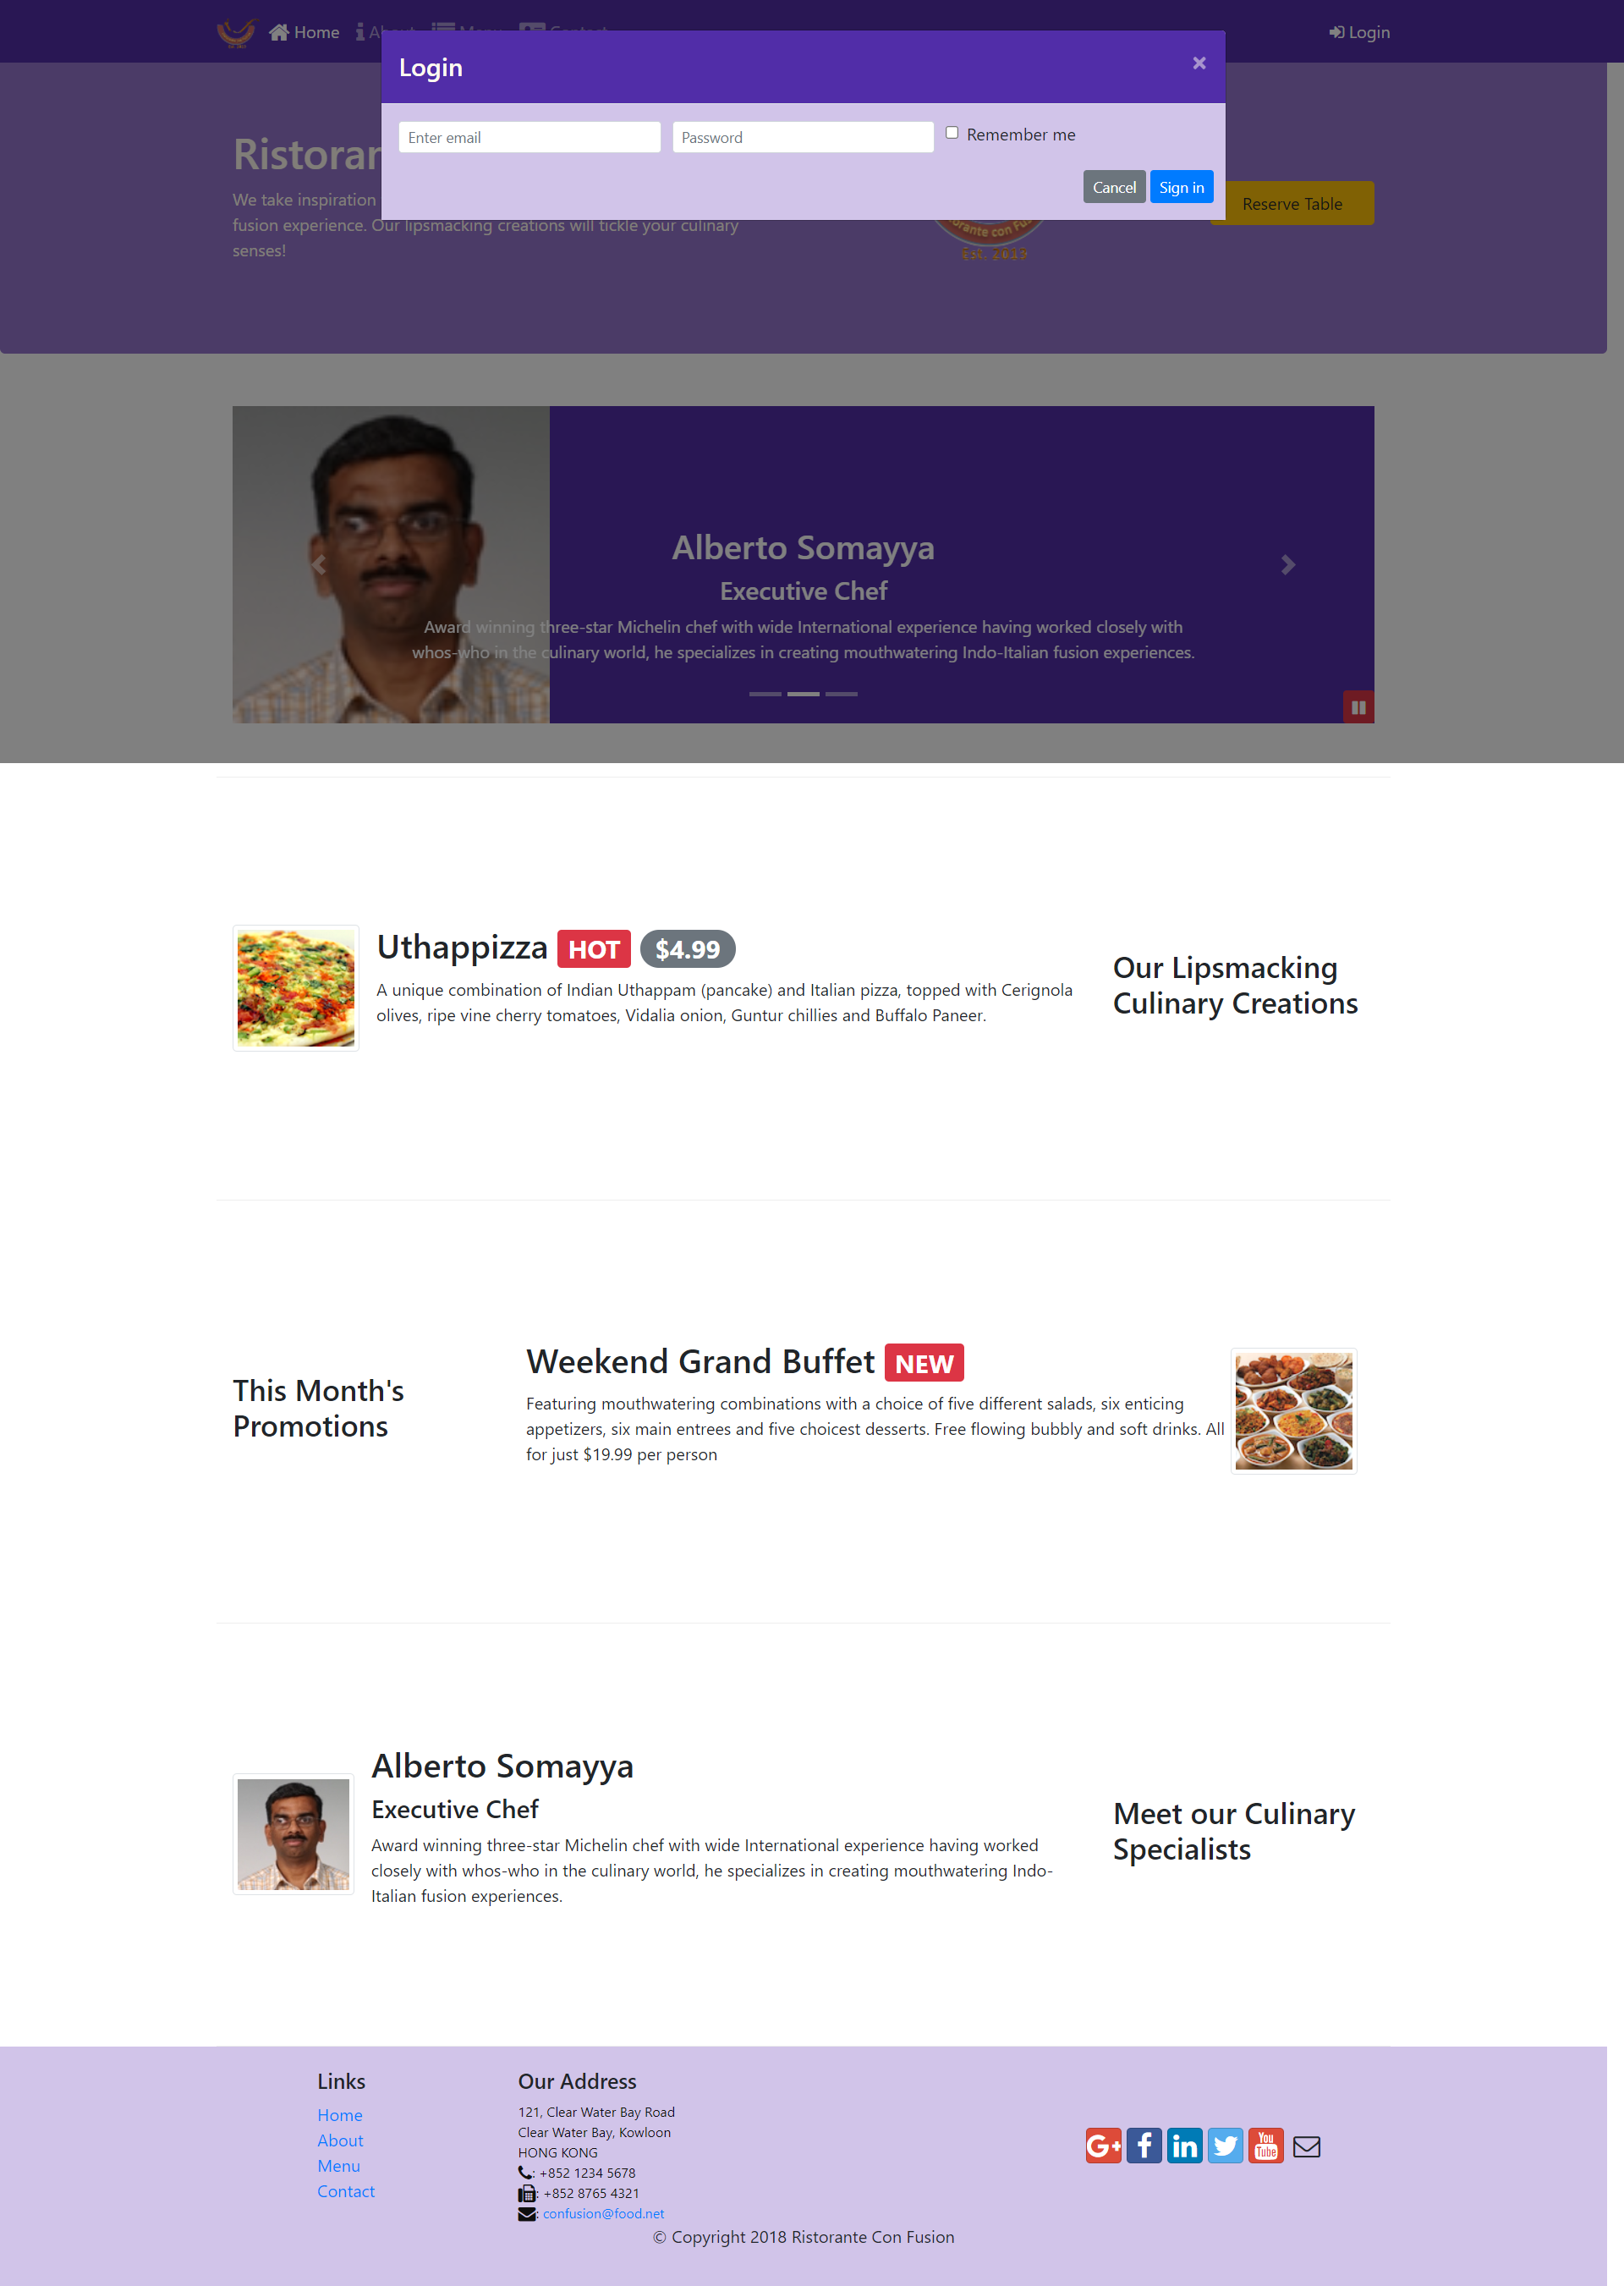 Home
Login
Login
×
Enter email
Password
Remember me
Cancel
Sign in
We take inspiration
fusion experience. Our lipsmacking creations will tickle your culinary
senses!
Est. 2013
Reserve Table
Alberto Somayya
Executive Chef
Award winning three-star Michelin chef with wide International experience having worked closely with
whos-who in the culinary world, he specializes in creating mouthwatering Indo-Italian fusion experiences.
Uthappizza HOT $4.99
A unique combination of Indian Uthappam (pancake) and Italian pizza, topped with Cerignola
olives, ripe vine cherry tomatoes, Vidalia onion, Guntur chillies and Buffalo Paneer.
Our Lipsmacking
Culinary Creations
This Month's
Promotions
Weekend Grand Buffet NEW
Featuring mouthwatering combinations with a choice of five different salads, six enticing
appetizers, six main entrees and five choicest desserts. Free flowing bubbly and soft drinks. All
for just $19.99 per person
Alberto Somayya
Executive Chef
Award winning three-star Michelin chef with wide International experience having worked
closely with whos-who in the culinary world, he specializes in creating mouthwatering Indo-
Italian fusion experiences.
Meet our Culinary
Specialists
Links
Home
About
Menu
Contact
Our Address
121, Clear Water Bay Road
Clear Water Bay, Kowloon
HONG KONG
: +852 1234 5678
: +852 8765 4321
: confusion@food.net
G+ f in You Tube
© Copyright 2018 Ristorante Con Fusion